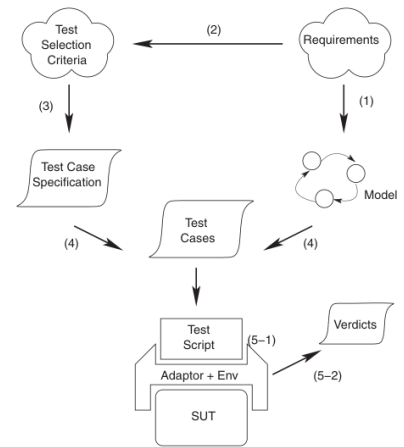 Test
Selection
Criteria
(2)
Requirements
(3)
(1)
Test Case
Specification
Model
(4)
Test
Cases
(4)
Test
Script
(5−1)
Verdicts
Adaptor + Env
(5−2)
SUT